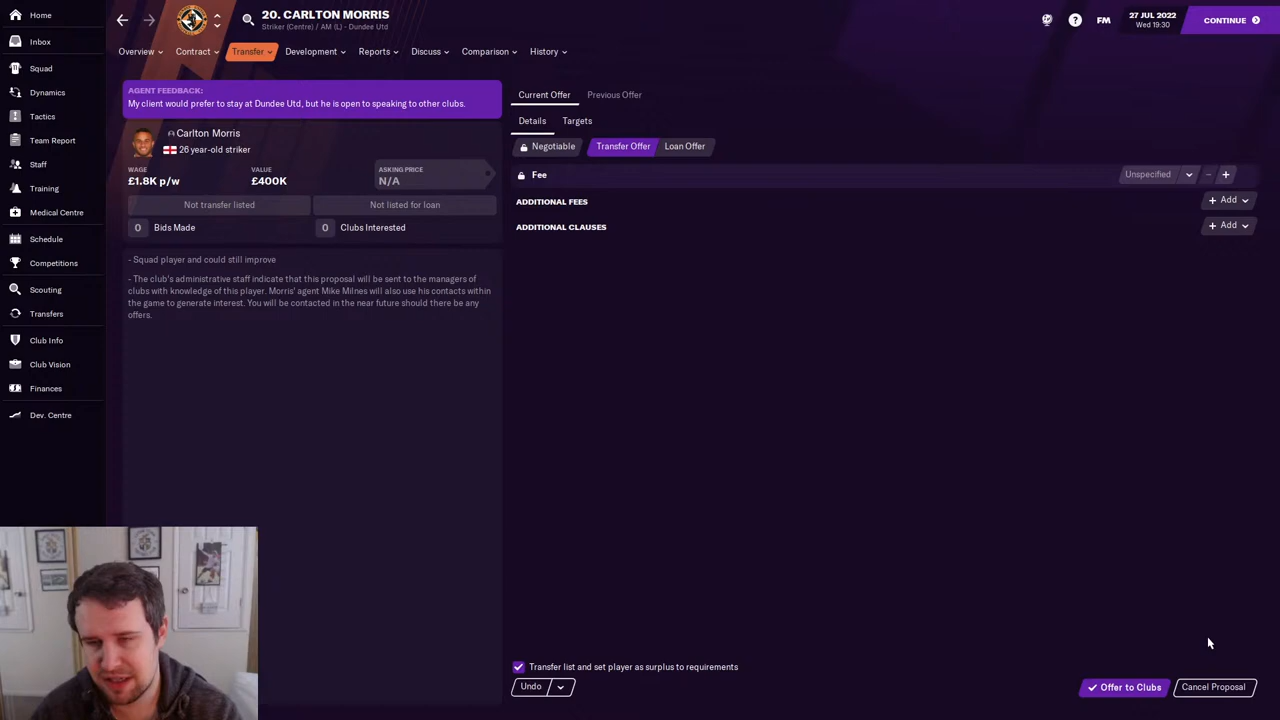 Home
Inbox
Squad
Dynamics
Tactics
Team Report
Staff
Training
Medical Centre
Schedule
Competitions
Scouting
Transfers
Club Info
Club Vision
Finances
Dev. Centre
20. CARLTON MORRIS
Striker (Centre) / AM (L) - Dundee Utd
FM
27 JUL 2022
Wed 19:30
CONTINUE
Overview
Contract
Transfer
Development
Reports
Discuss
Comparison
History
AGENT FEEDBACK:
My client would prefer to stay at Dundee Utd, but he is open to speaking to other clubs.
Carlton Morris
26 year-old striker
WAGE
£1.8K p/w
VALUE
£400K
ASKING PRICE
N/A
Not transfer listed
Not listed for loan
0 Bids Made
0 Clubs Interested
- Squad player and could still improve
- The club's administrative staff indicate that this proposal will be sent to the managers of
clubs with knowledge of this player. Morris' agent Mike Milnes will also use his contacts within
the game to generate interest. You will be contacted in the near future should there be any
offers.
Current Offer
Previous Offer
Details
Targets
Negotiable
Transfer Offer
Loan Offer
Fee
Unspecified
ADDITIONAL FEES
Add
ADDITIONAL CLAUSES
Add
Transfer list and set player as surplus to requirements
Undo
Offer to Clubs
Cancel Proposal